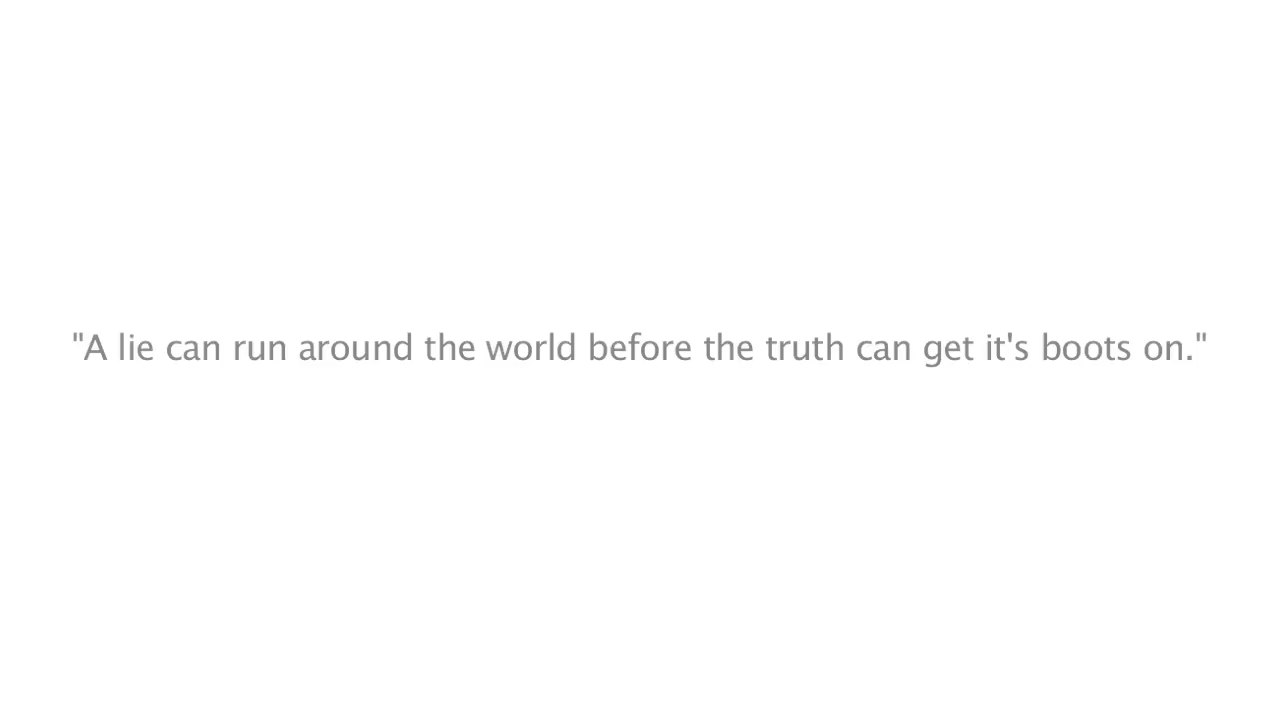 "A lie can run around the world before the truth can get it's boots on."